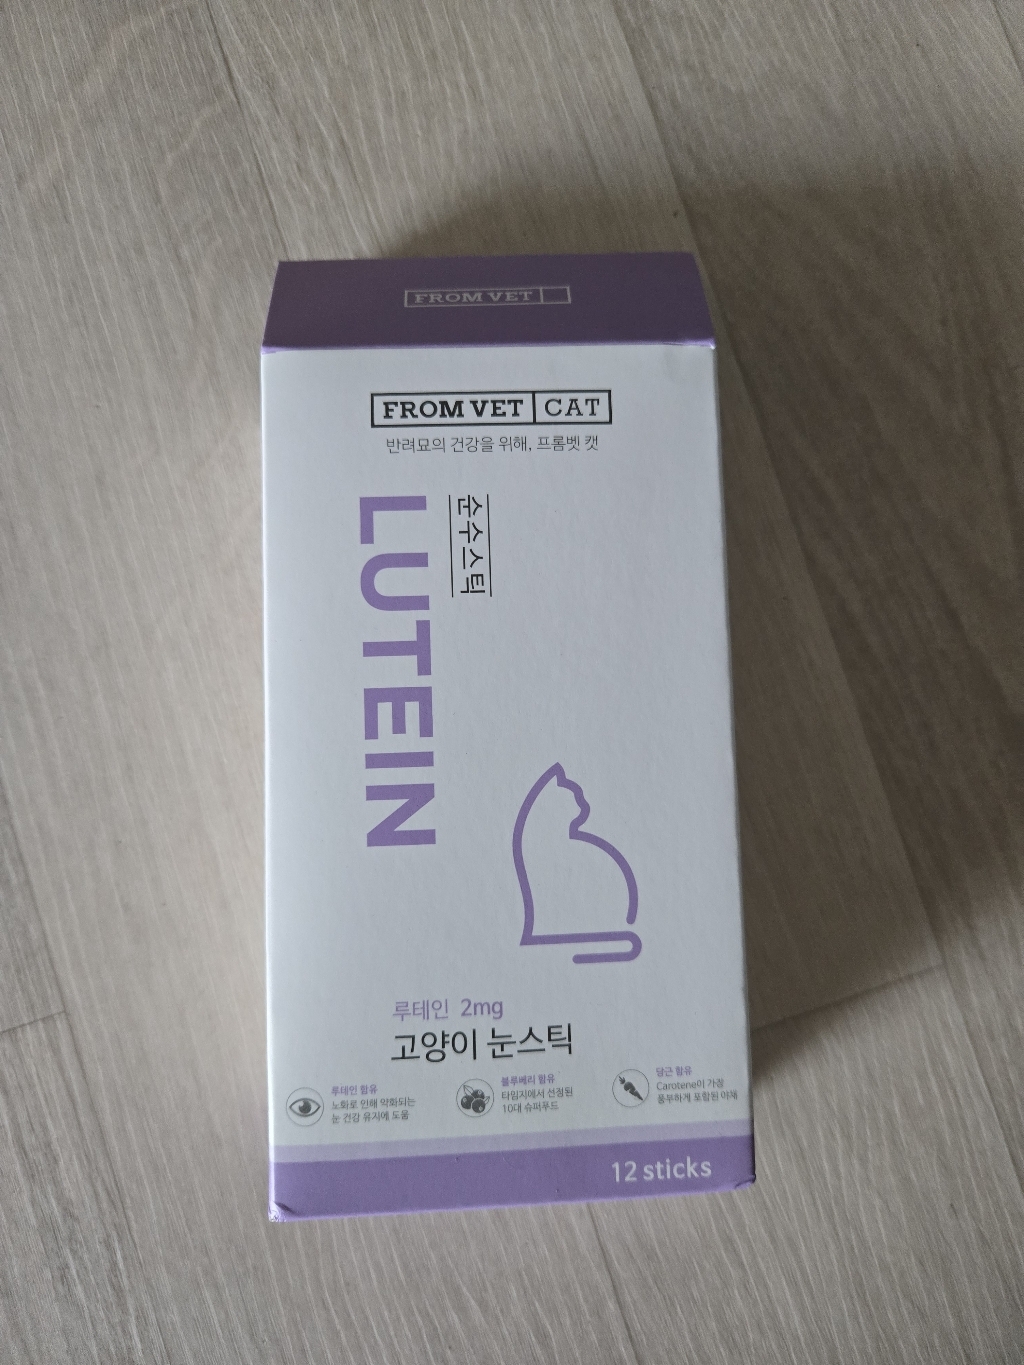 FROM VET
FROM VET CAT
반려묘의 건강을 위해, 프롬벳 캣
순수스틱
LUTEIN
루테인 2mg
고양이 눈스틱
루테인 함유
노화로 인해 약화되는
눈 건강 유지에 도움
블루베리 함유
타임지에서 선정된
10대 슈퍼푸드
당근 함유
Carotene이 가장
풍부하게 포함된 야채
12 sticks